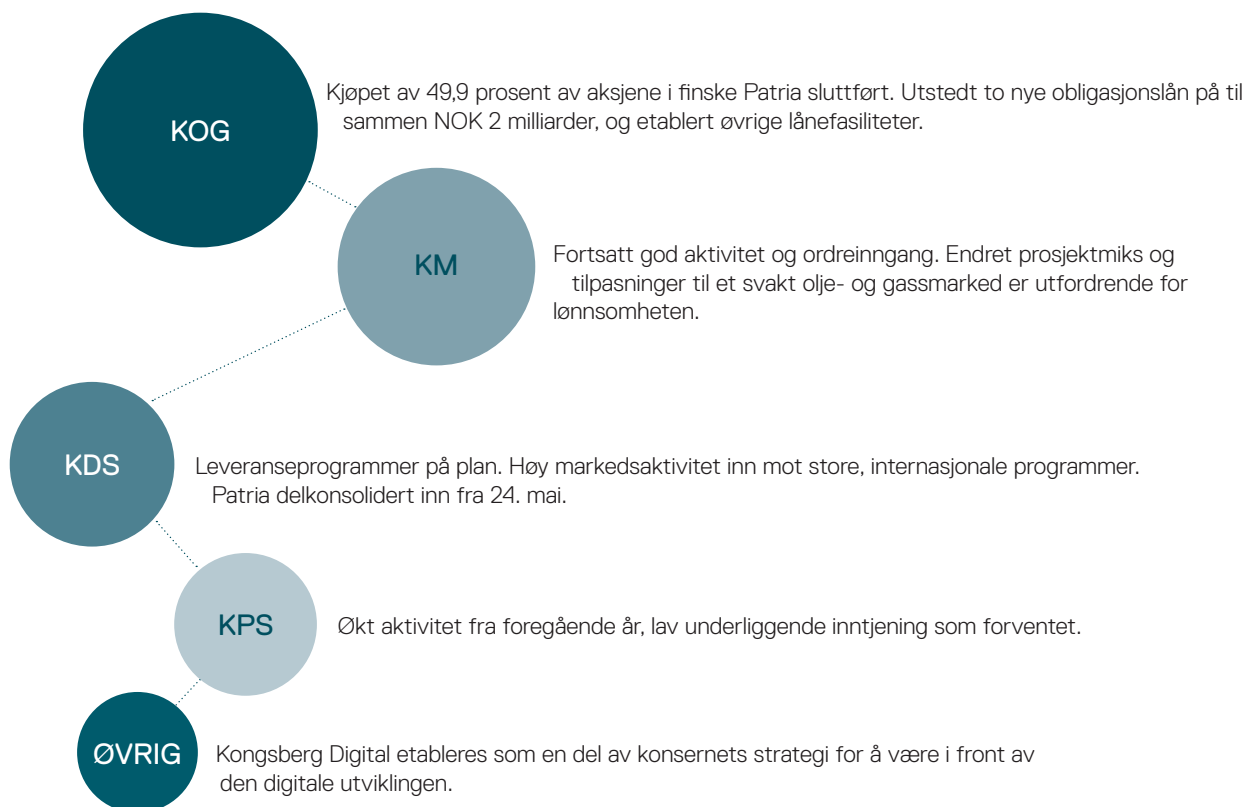 KOG
Kjøpet av 49,9 prosent av aksjene i finske Patria sluttført. Utstedt to nye obligasjonslån på til
sammen NOK 2 milliarder, og etablert øvrige lånefasiliteter.
KM
Fortsatt god aktivitet og ordreinngang. Endret prosjektmiks og
tilpasninger til et svakt olje- og gassmarked er utfordrende for
lønnsomheten.
KDS
Leveranseprogrammer på plan. Høy markedsaktivitet inn mot store, internasjonale programmer.
Patria delkonsolidert inn fra 24. mai.
KPS
Økt aktivitet fra foregående år, lav underliggende inntjening som forventet.
ØVRIG
Kongsberg Digital etableres som en del av konsernets strategi for å være i front av
den digitale utviklingen.